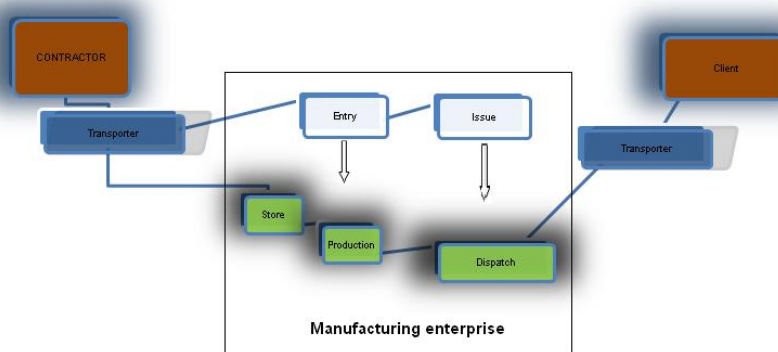 CONTRACTOR
Client
Entry
Issue
Transporter
Transporter
Store
Production
Dispatch
Manufacturing enterprise